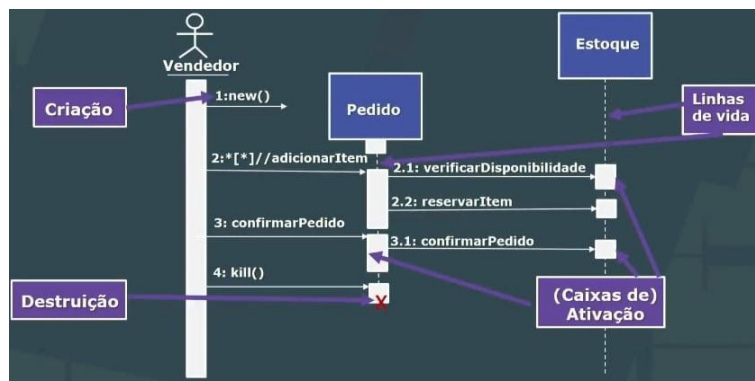 Vendedor
Estoque
1:new()
Criação
Pedido
Linhas
de vida
2:*[*]//adicionarItem
2.1: verificarDisponibilidade
2.2: reservarItem
3: confirmarPedido
3.1: confirmarPedido
4: kill()
Destruição
X
(Caixas de)
Ativação